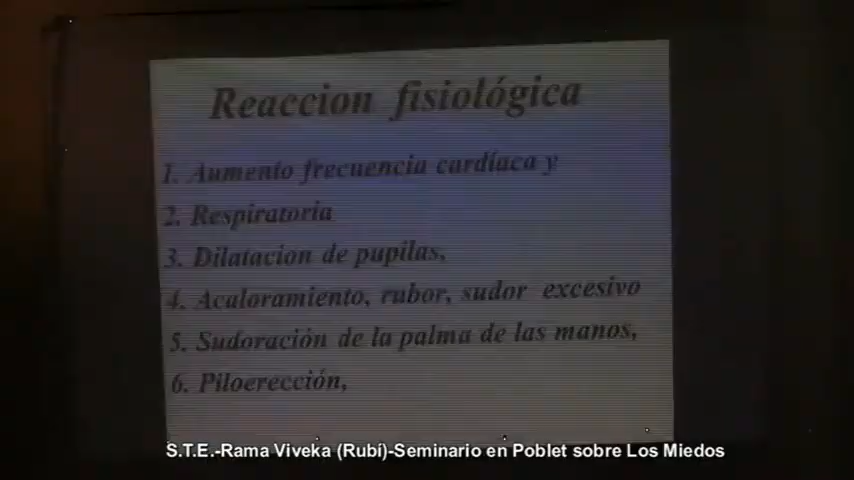 Reaccion fisiológica
1. Aumento frecuencia cardíaca y
2. Respiratoria
3. Dilatacion de pupilas,
4. Acaloramiento, rubor, sudor excesivo
5. Sudoración de la palma de las manos,
6. Piloerección,
S.T.E.-Rama Viveka (Rubí)-Seminario en Poblet sobre Los Miedos